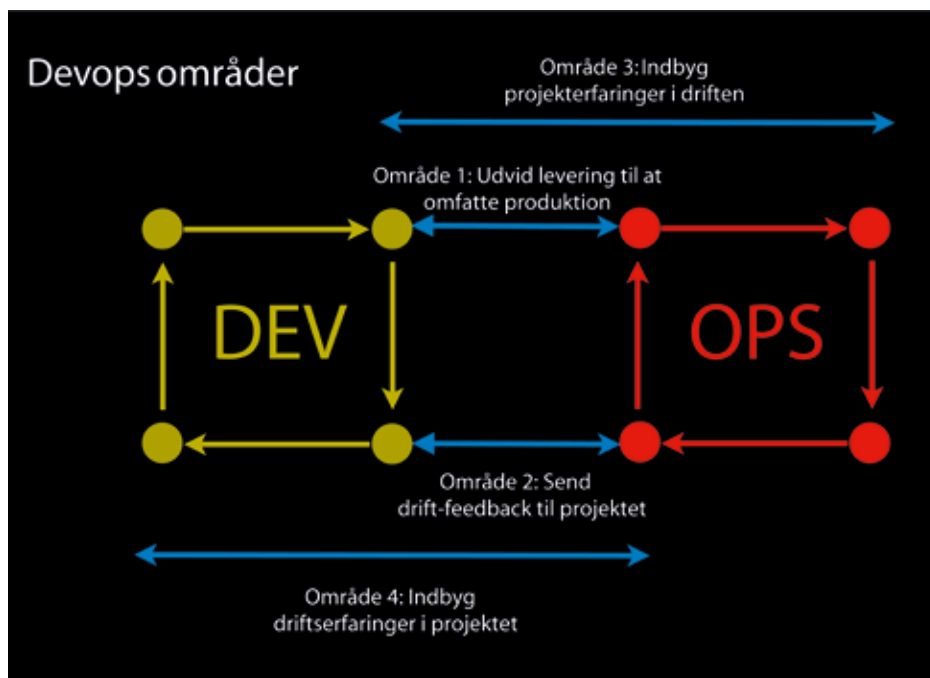 Devops områder
Område 3: Indbyg
projekterfaringer i driften
Område 1: Udvid levering til at
omfatte produktion
DEV
OPS
Område 2: Send
drift-feedback til projektet
Område 4: Indbyg
driftserfaringer i projektet